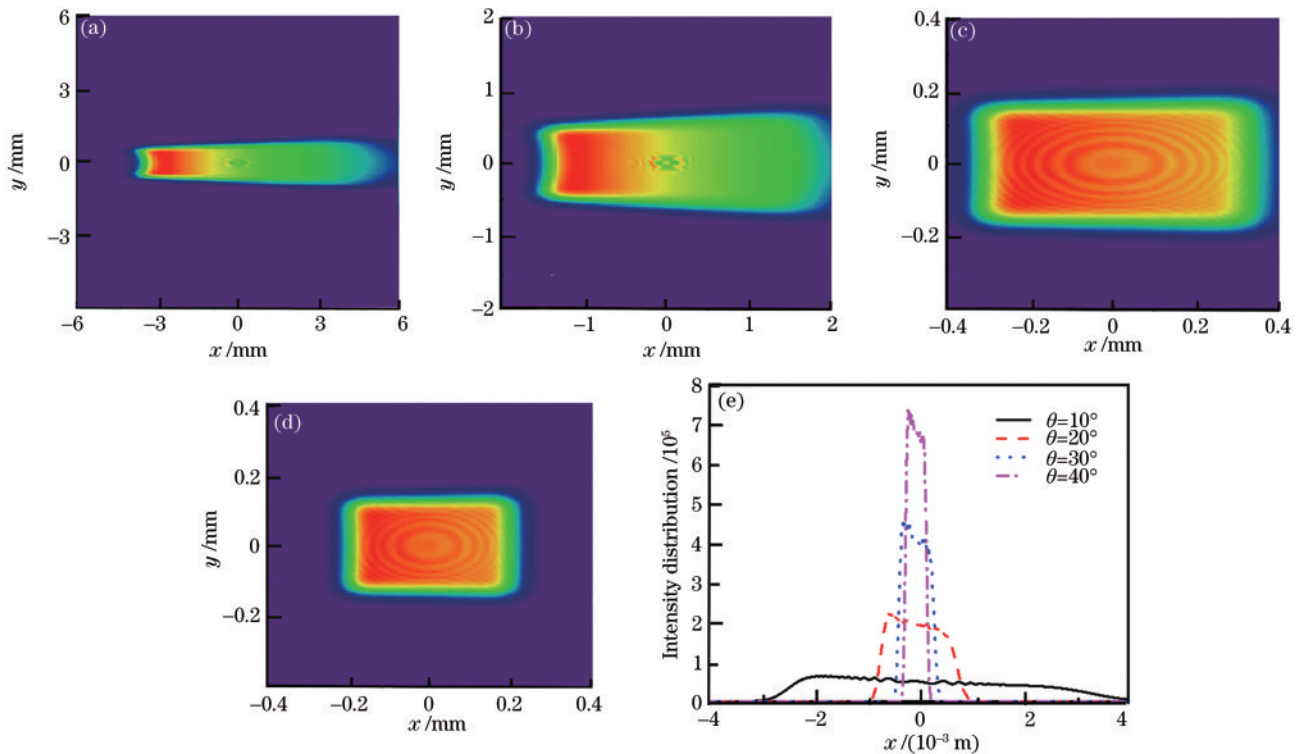 (a)
6
3
0
−3
y /mm
−6 −3 0 3 6
x /mm
(b)
2
1
0
−1
−2
y /mm
−1 0 1 2
x /mm
(c)
0.4
0.2
0
−0.2
y /mm
−0.4 −0.2 0 0.2 0.4
x /mm
(d)
0.4
0.2
0
−0.2
y /mm
−0.4 −0.2 0 0.2 0.4
x /mm
(e)
8
7
6
5
4
3
2
1
0
Intensity distribution /10⁵
θ=10°
θ=20°
θ=30°
θ=40°
−4 −2 0 2 4
x /(10⁻³ m)